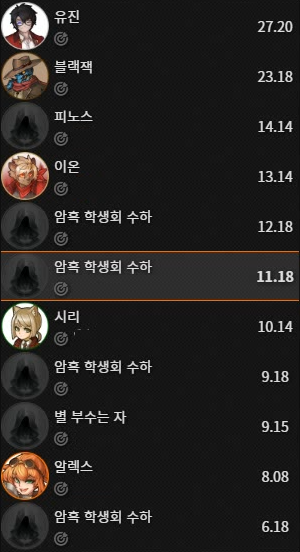 유진
27.20
블랙잭
23.18
피노스
14.14
이온
13.14
암흑 학생회 수하
12.18
암흑 학생회 수하
11.18
시리
10.14
암흑 학생회 수하
9.18
별 부수는 자
9.15
알렉스
8.08
암흑 학생회 수하
6.18